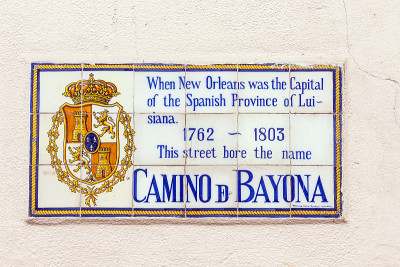 When New Orleans was the Capital
of the Spanish Province of Lui-
siana.
1762 ~ 1803
This street bore the name
CAMINO D BAYONA